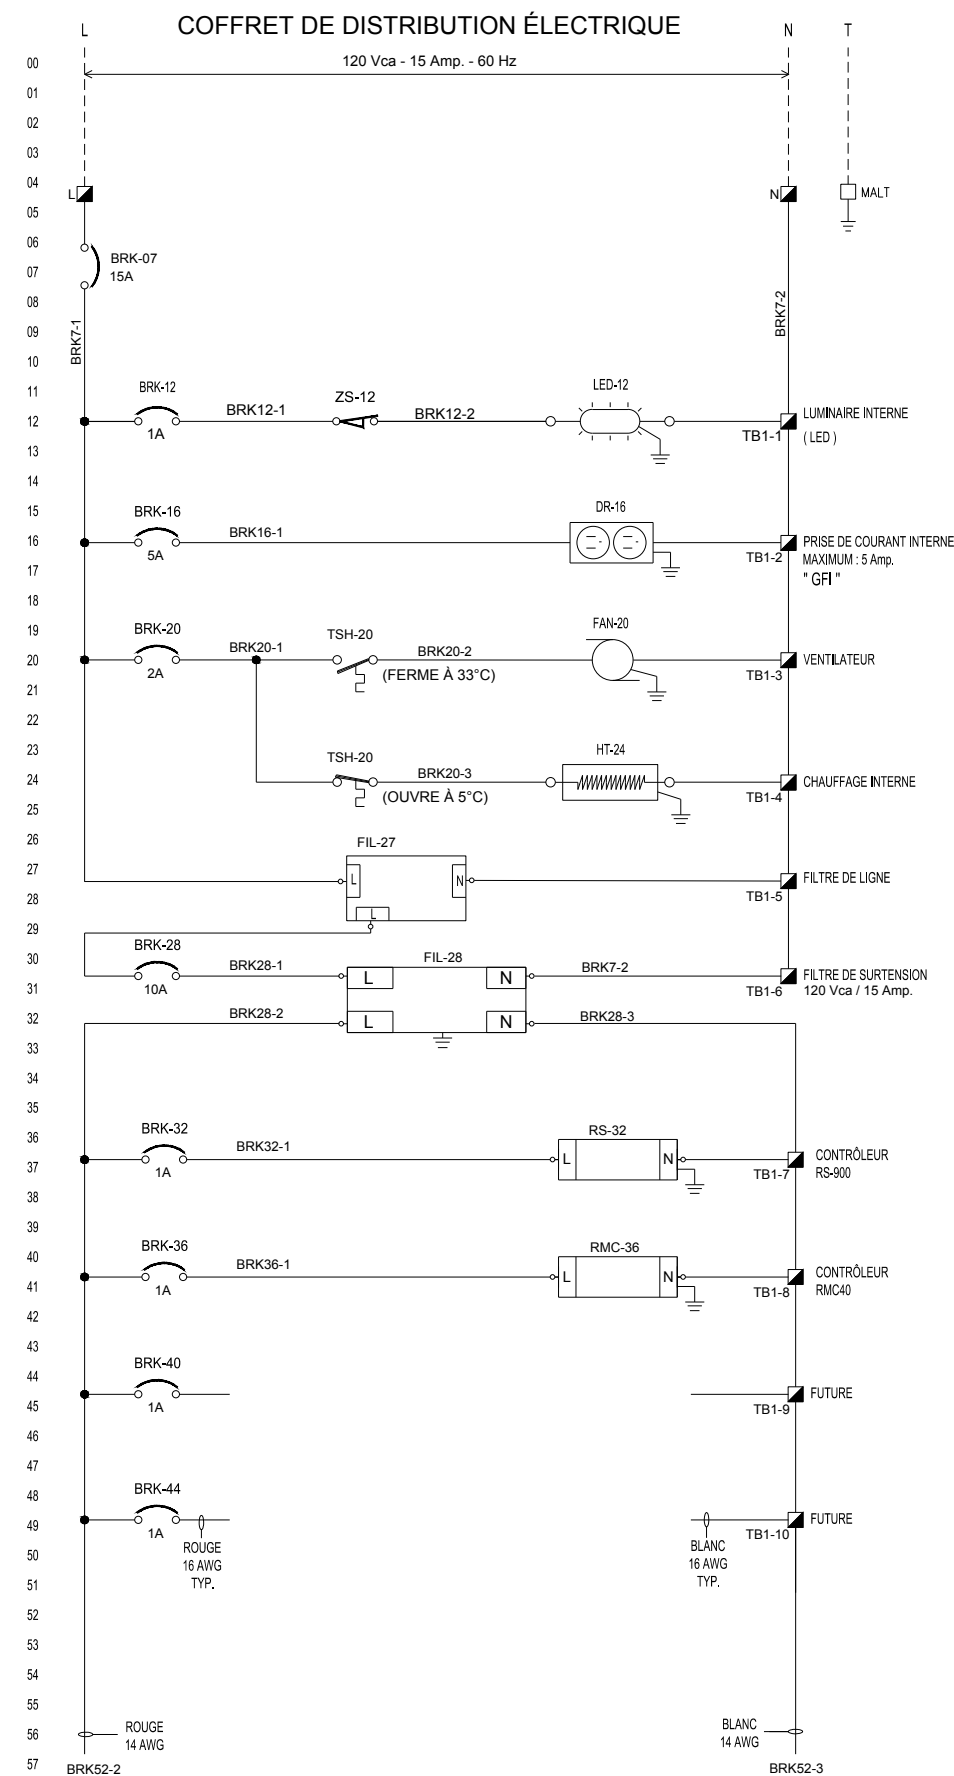 COFFRET DE DISTRIBUTION ÉLECTRIQUE
L
N
T
120 Vca - 15 Amp. - 60 Hz
00
01
02
03
04
L
N
MALT
05
06
BRK-07
07
15A
08
BRK7-1
BRK7-2
09
10
11
BRK-12
ZS-12
LED-12
BRK12-1
BRK12-2
LUMINAIRE INTERNE
12
1A
TB1-1
( LED )
13
14
15
BRK-16
DR-16
BRK16-1
16
5A
TB1-2
PRISE DE COURANT INTERNE
MAXIMUM : 5 Amp.
" GFI "
17
18
19
BRK-20
TSH-20
FAN-20
BRK20-1
BRK20-2
20
2A
(FERME À 33°C)
TB1-3
VENTILATEUR
21
22
23
TSH-20
HT-24
BRK20-3
24
(OUVRE À 5°C)
TB1-4
CHAUFFAGE INTERNE
25
26
FIL-27
27
L
N
L
TB1-5
FILTRE DE LIGNE
28
29
BRK-28
30
BRK28-1
FIL-28
BRK7-2
L
N
10A
TB1-6
FILTRE DE SURTENSION
120 Vca / 15 Amp.
31
BRK28-2
BRK28-3
32
L
N
33
34
35
36
BRK-32
BRK32-1
RS-32
L
N
37
1A
TB1-7
CONTRÔLEUR
RS-900
38
39
40
BRK-36
BRK36-1
RMC-36
L
N
41
1A
TB1-8
CONTRÔLEUR
RMC40
42
43
44
BRK-40
45
1A
TB1-9
FUTURE
46
47
48
BRK-44
49
1A
TB1-10
FUTURE
ROUGE
16 AWG
TYP.
BLANC
16 AWG
TYP.
50
51
52
53
54
55
56
ROUGE
14 AWG
BLANC
14 AWG
57
BRK52-2
BRK52-3